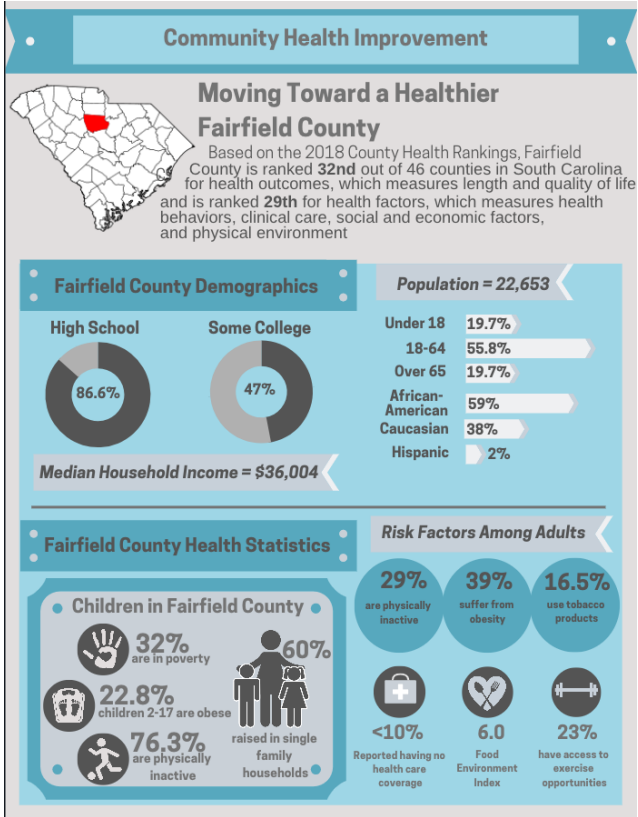 Community Health Improvement
Moving Toward a Healthier
Fairfield County
Based on the 2018 County Health Rankings, Fairfield
County is ranked 32nd out of 46 counties in South Carolina
for health outcomes, which measures length and quality of life
and is ranked 29th for health factors, which measures health
behaviors, clinical care, social and economic factors,
and physical environment
Fairfield County Demographics
High School
86.6%
Some College
47%
Median Household Income = $36,004
Population = 22,653
Under 18 19.7%
18-64 55.8%
Over 65 19.7%
African-
American 59%
Caucasian 38%
Hispanic 2%
Fairfield County Health Statistics
Children in Fairfield County
32%
are in poverty
22.8%
children 2-17 are obese
76.3%
are physically
inactive
60%
raised in single
family
households
Risk Factors Among Adults
29%
are physically
inactive
39%
suffer from
obesity
16.5%
use tobacco
products
<10%
Reported having no
health care
coverage
6.0
Food
Environment
Index
23%
have access to
exercise
opportunities